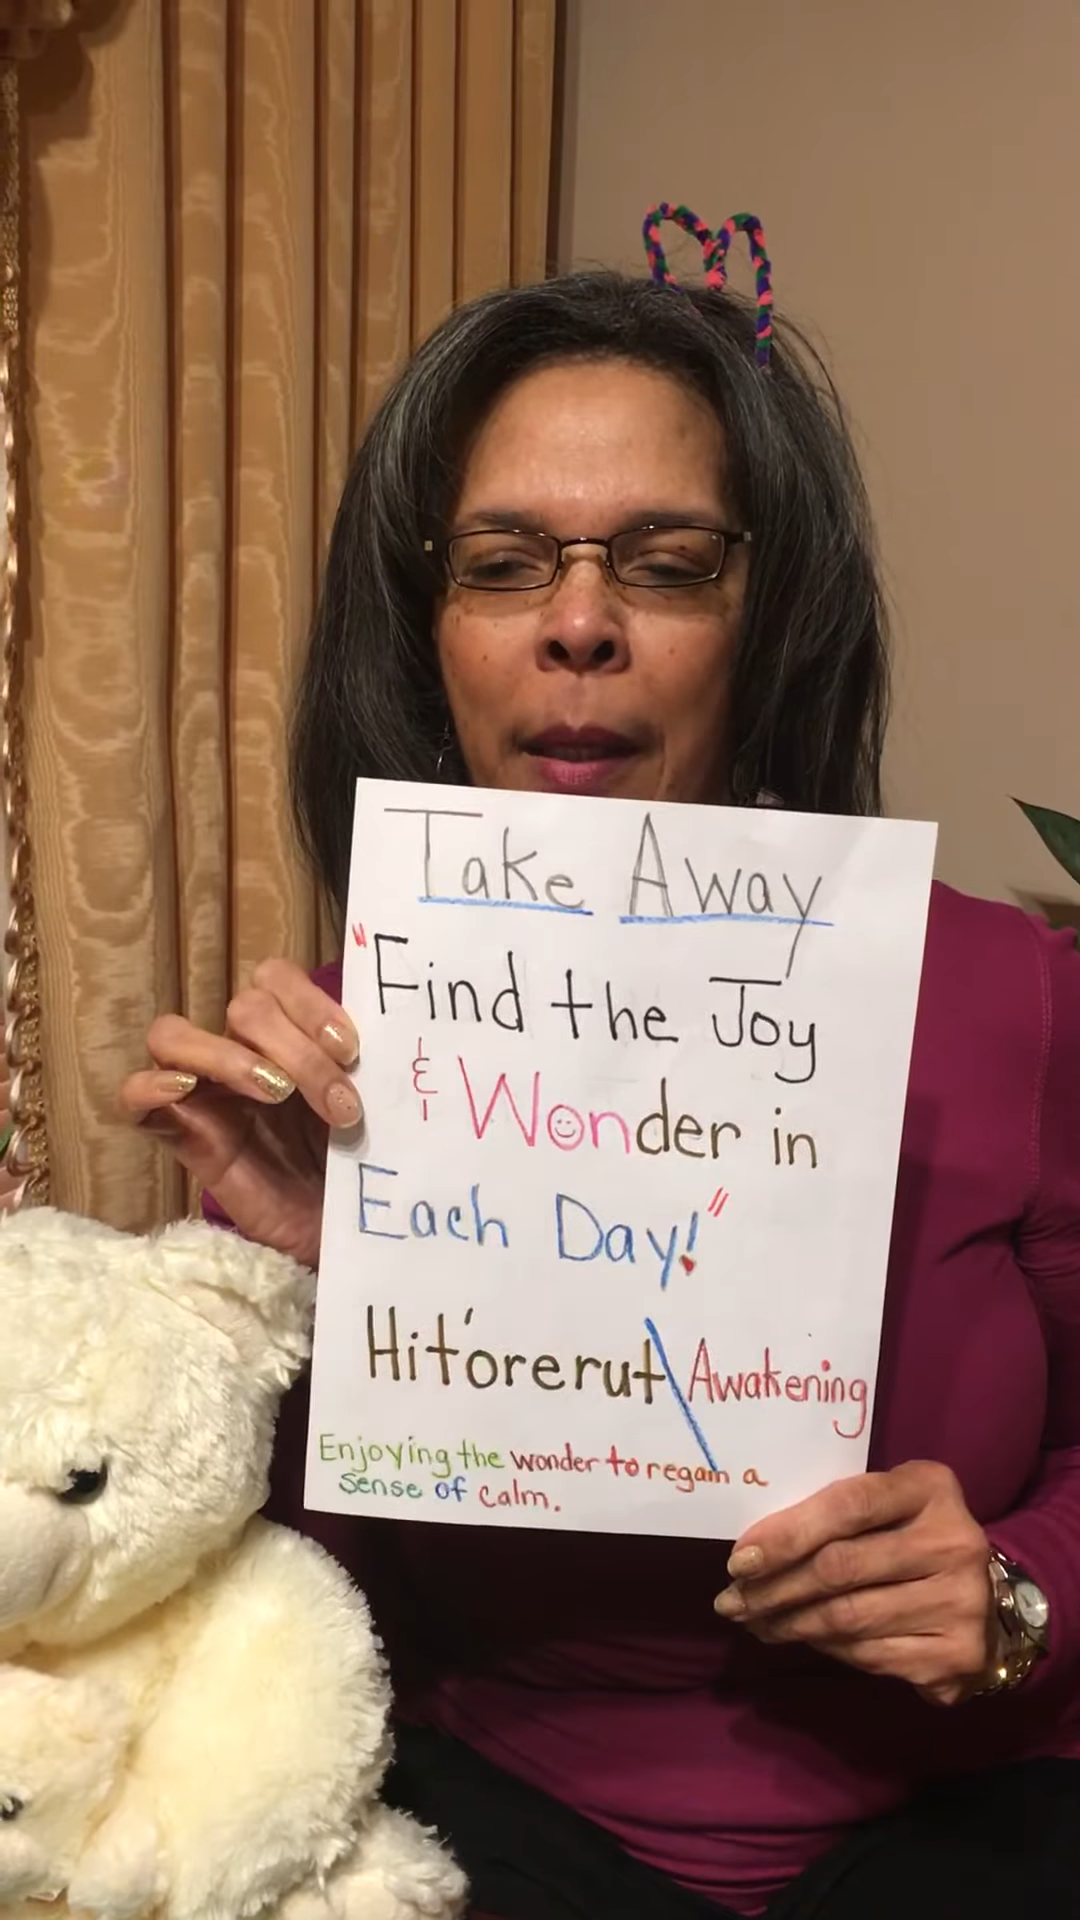 Take Away
"Find the Joy
& Wonder in
Each Day!"
Hit'orerut\Awakening
Enjoying the wonder to regain a
sense of calm.